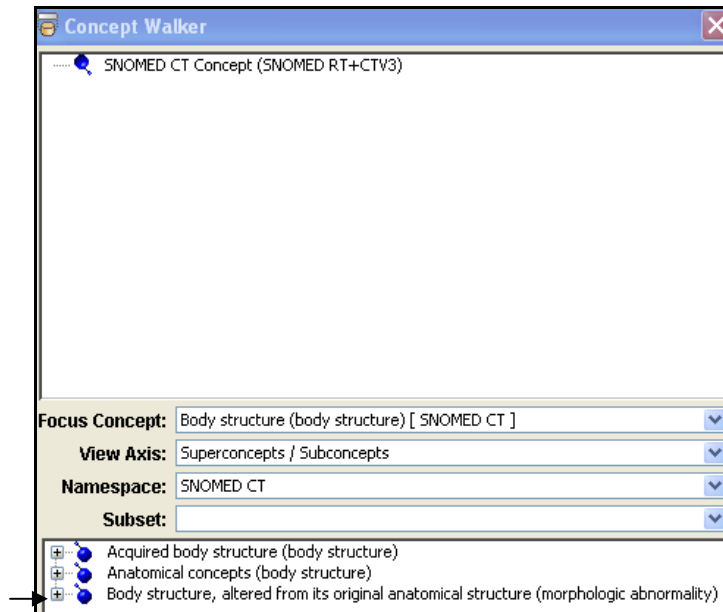 Concept Walker
SNOMED CT Concept (SNOMED RT+CTV3)
Focus Concept: Body structure (body structure) [ SNOMED CT ]
View Axis: Superconcepts / Subconcepts
Namespace: SNOMED CT
Subset:
Acquired body structure (body structure)
Anatomical concepts (body structure)
Body structure, altered from its original anatomical structure (morphologic abnormality)